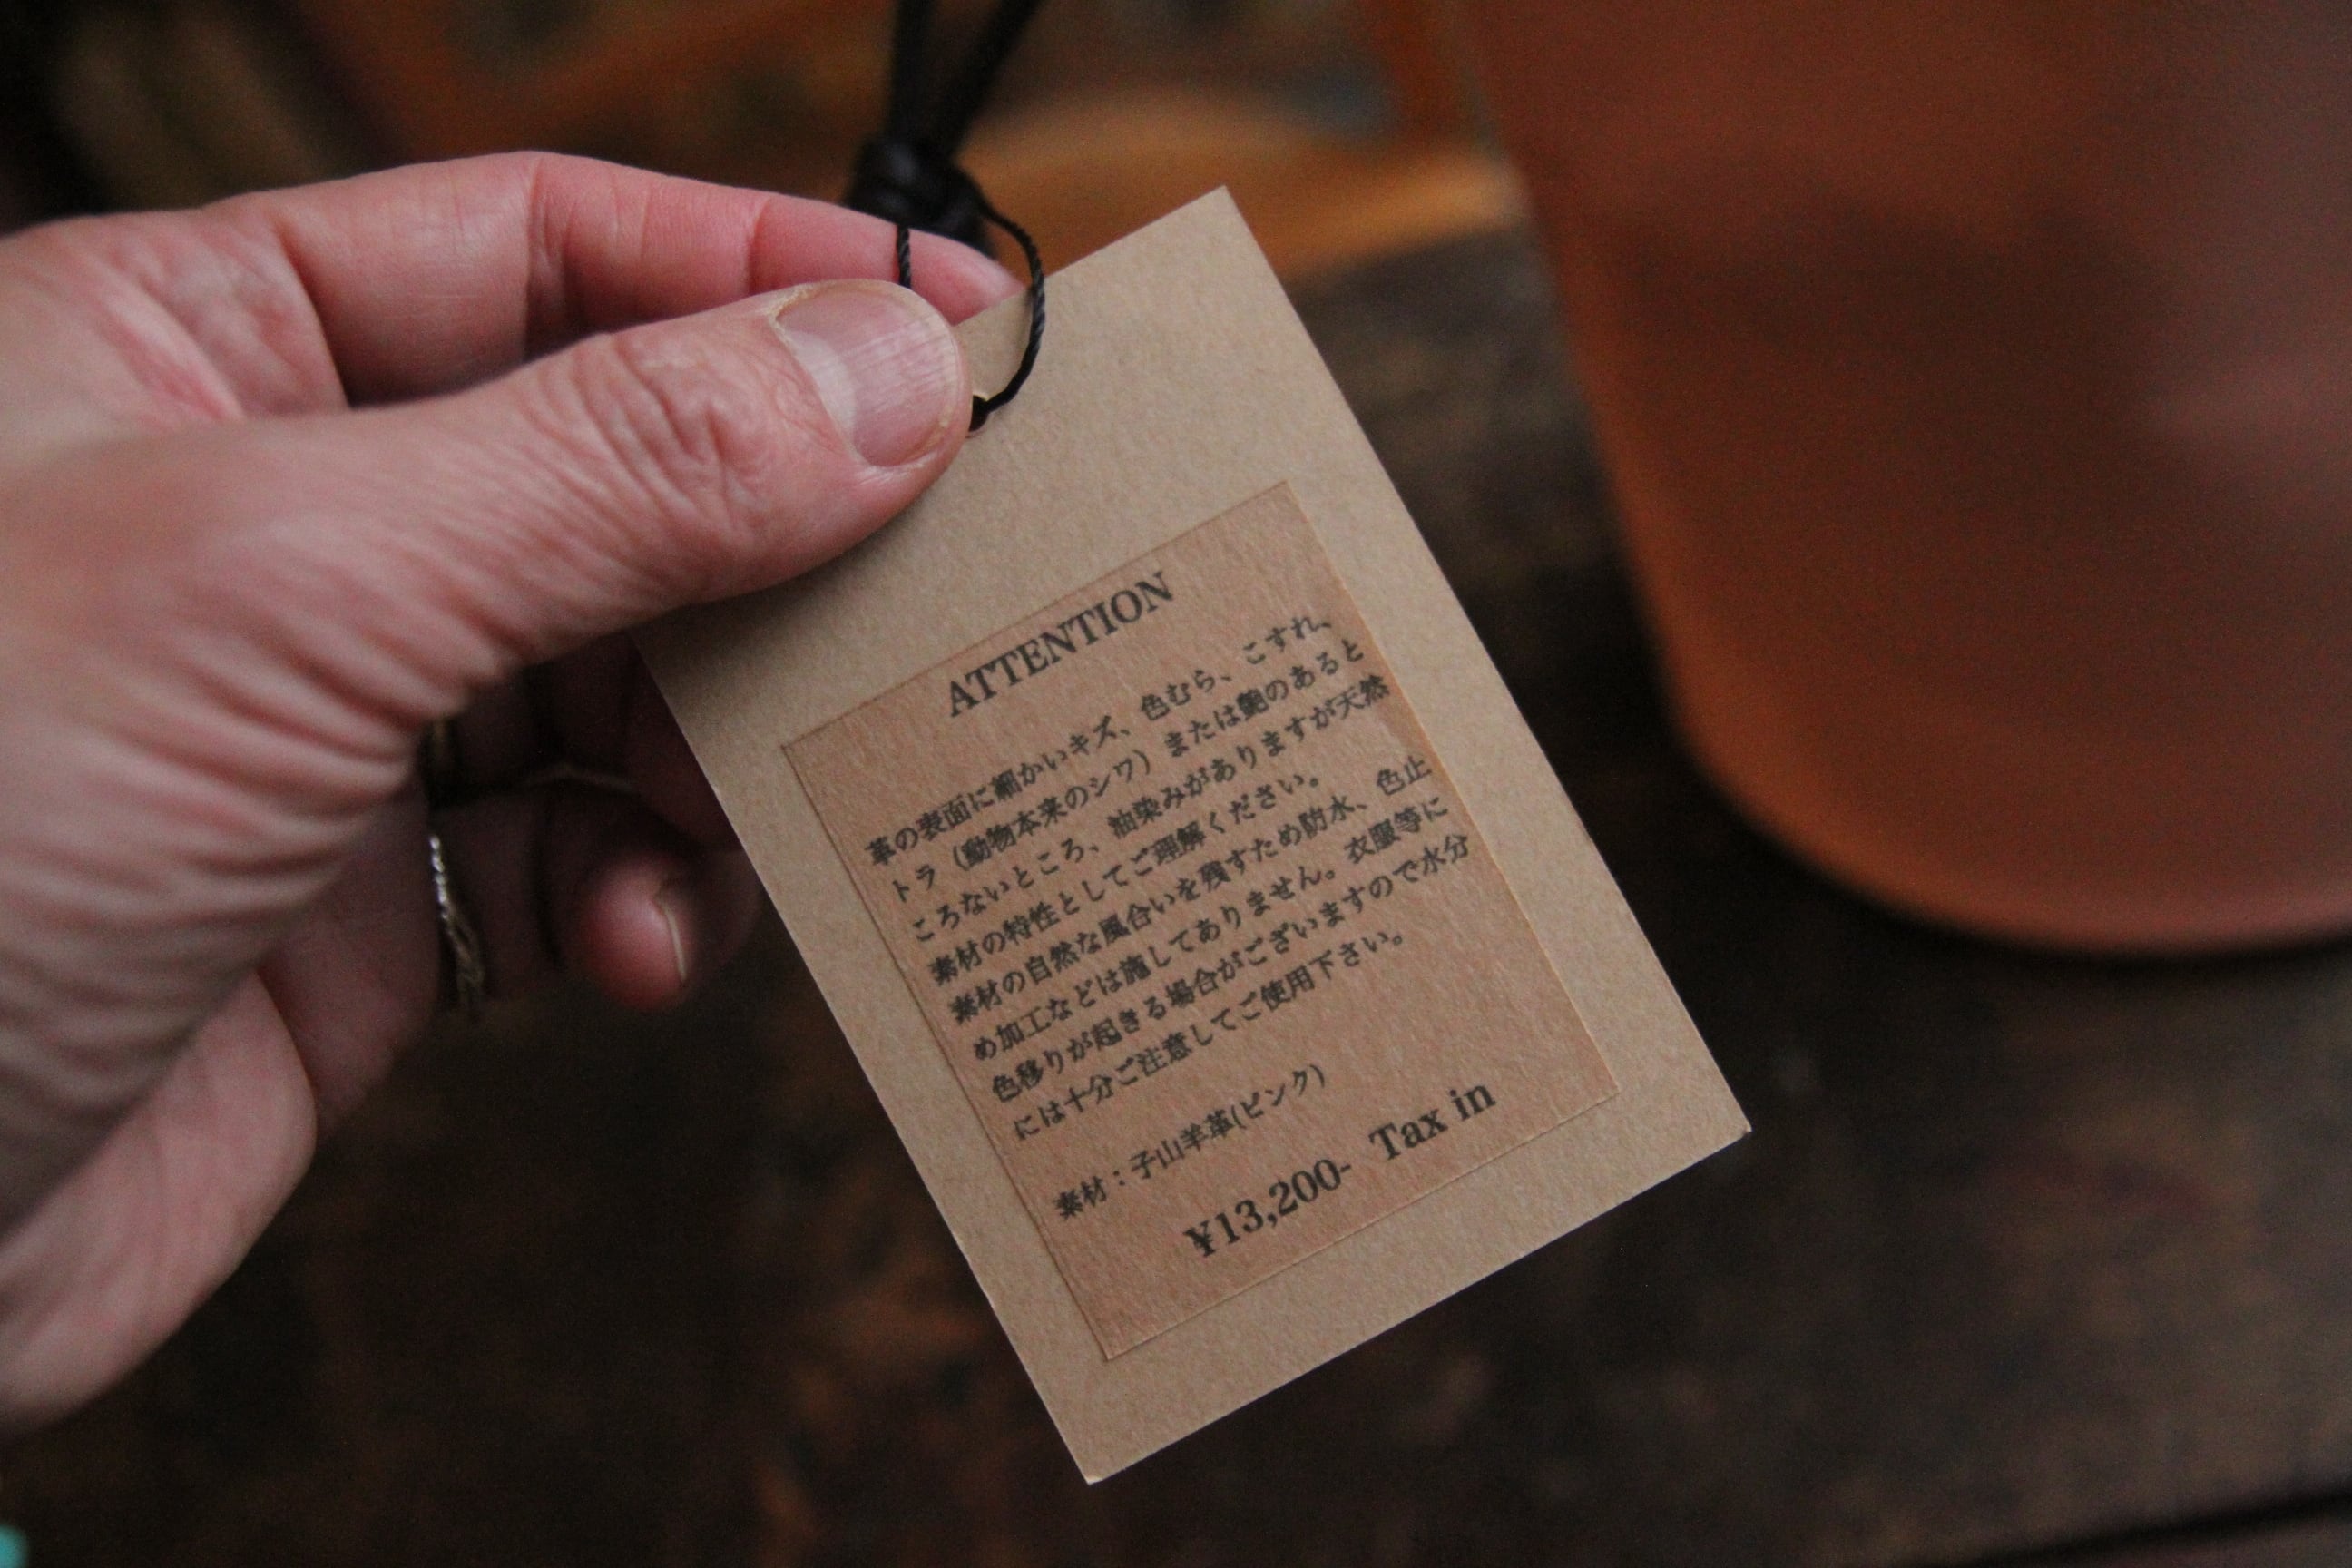 ATTENTION
革の表面に細かいキズ、色むら、こすれ、
トラ（動物本来のシワ）または艶のあると
ころないところ、油染みがありますが天然
素材の特性としてご理解ください。
素材の自然な風合いを残すため防水、色止
め加工などは施してありません。衣服等に
色移りが起きる場合がございますので水分
には十分ご注意してご使用下さい。
素材：子山羊革(ピンク)
¥13,200- Tax in